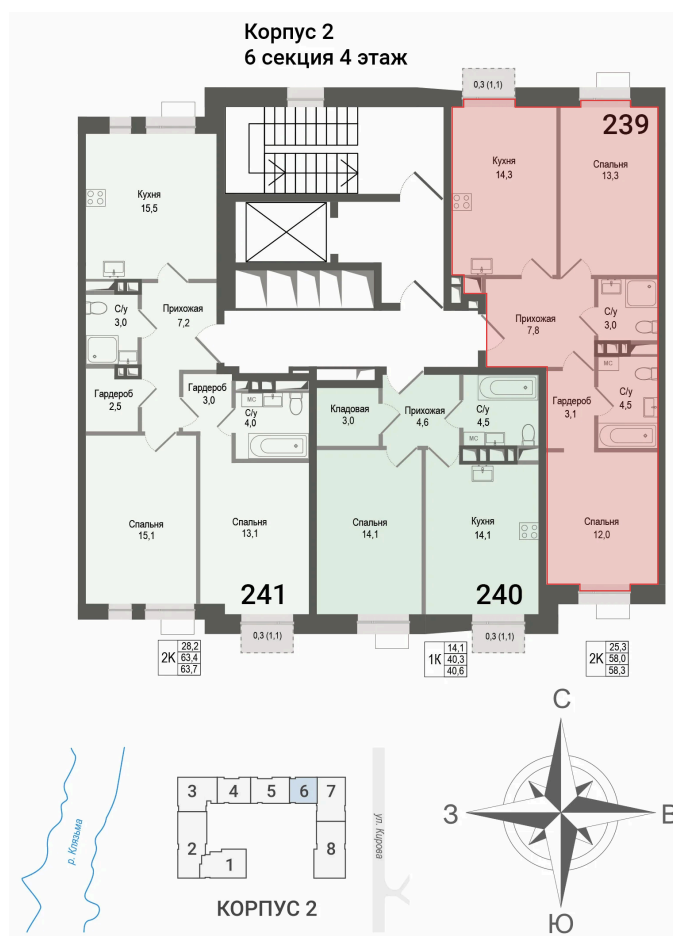 Корпус 2
6 секция 4 этаж
0,3 (1,1)
239
Кухня
14,3
Спальня
13,3
Кухня
15,5
С/у
3,0
Прихожая
7,2
Прихожая
7,8
С/у
3,0
Гардероб
2,5
Гардероб
3,0
МС
С/у
4,0
Кладовая
3,0
Прихожая
4,6
С/у
4,5
МС
МС
С/у
4,5
Гардероб
3,1
Спальня
15,1
Спальня
13,1
14,1
Кухня
14,1
Спальня
12,0
241
240
0,3 (1,1)
0,3 (1,1)
2К
28,2
63,4
63,7
1К
14,1
40,3
40,6
2К
25,3
58,0
58,3
С
З
В
Ю
р. Клязьма
3
4
5
6
7
2
1
8
ул. Кирова
КОРПУС 2